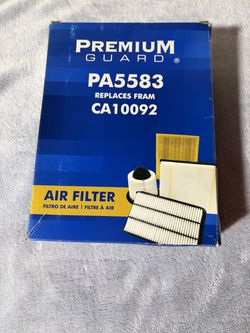 PREMIUM
GUARD®
PA5583
REPLACES FRAM
CA10092
AIR FILTER
FILTRO DE AIRE | FILTRE À AIR